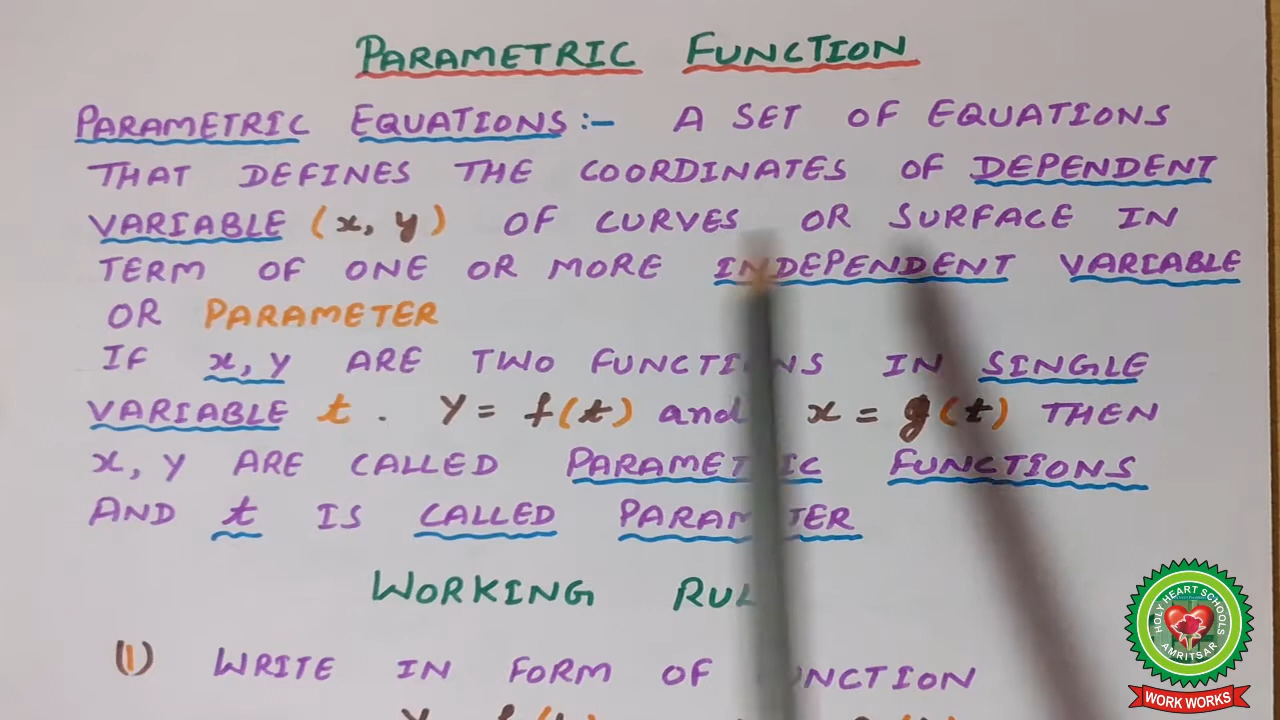 PARAMETRIC FUNCTION
PARAMETRIC EQUATIONS :- A SET OF EQUATIONS
THAT DEFINES THE COORDINATES OF DEPENDENT
VARIABLE (x, y) OF CURVES OR SURFACE IN
TERM OF ONE OR MORE INDEPENDENT VARIABLE
OR PARAMETER
IF x, y ARE TWO FUNCTIONS IN SINGLE
VARIABLE t. Y = f(t) and x = g(t) THEN
x, y ARE CALLED PARAMETRIC FUNCTIONS
AND t IS CALLED PARAMETER
WORKING
(1) WRITE IN FORM OF FUNCTION
HOLY HEART SCHOOLS
AMRITSAR
WORK WORKS